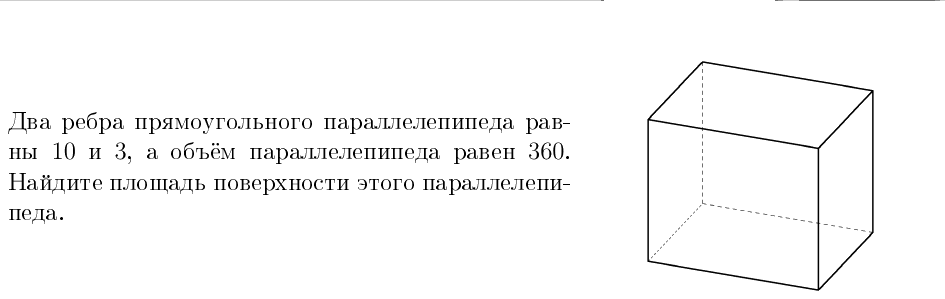 Два ребра прямоугольного параллелепипеда рав-
ны 10 и 3, а объём параллелепипеда равен 360.
Найдите площадь поверхности этого параллелепи-
педа.